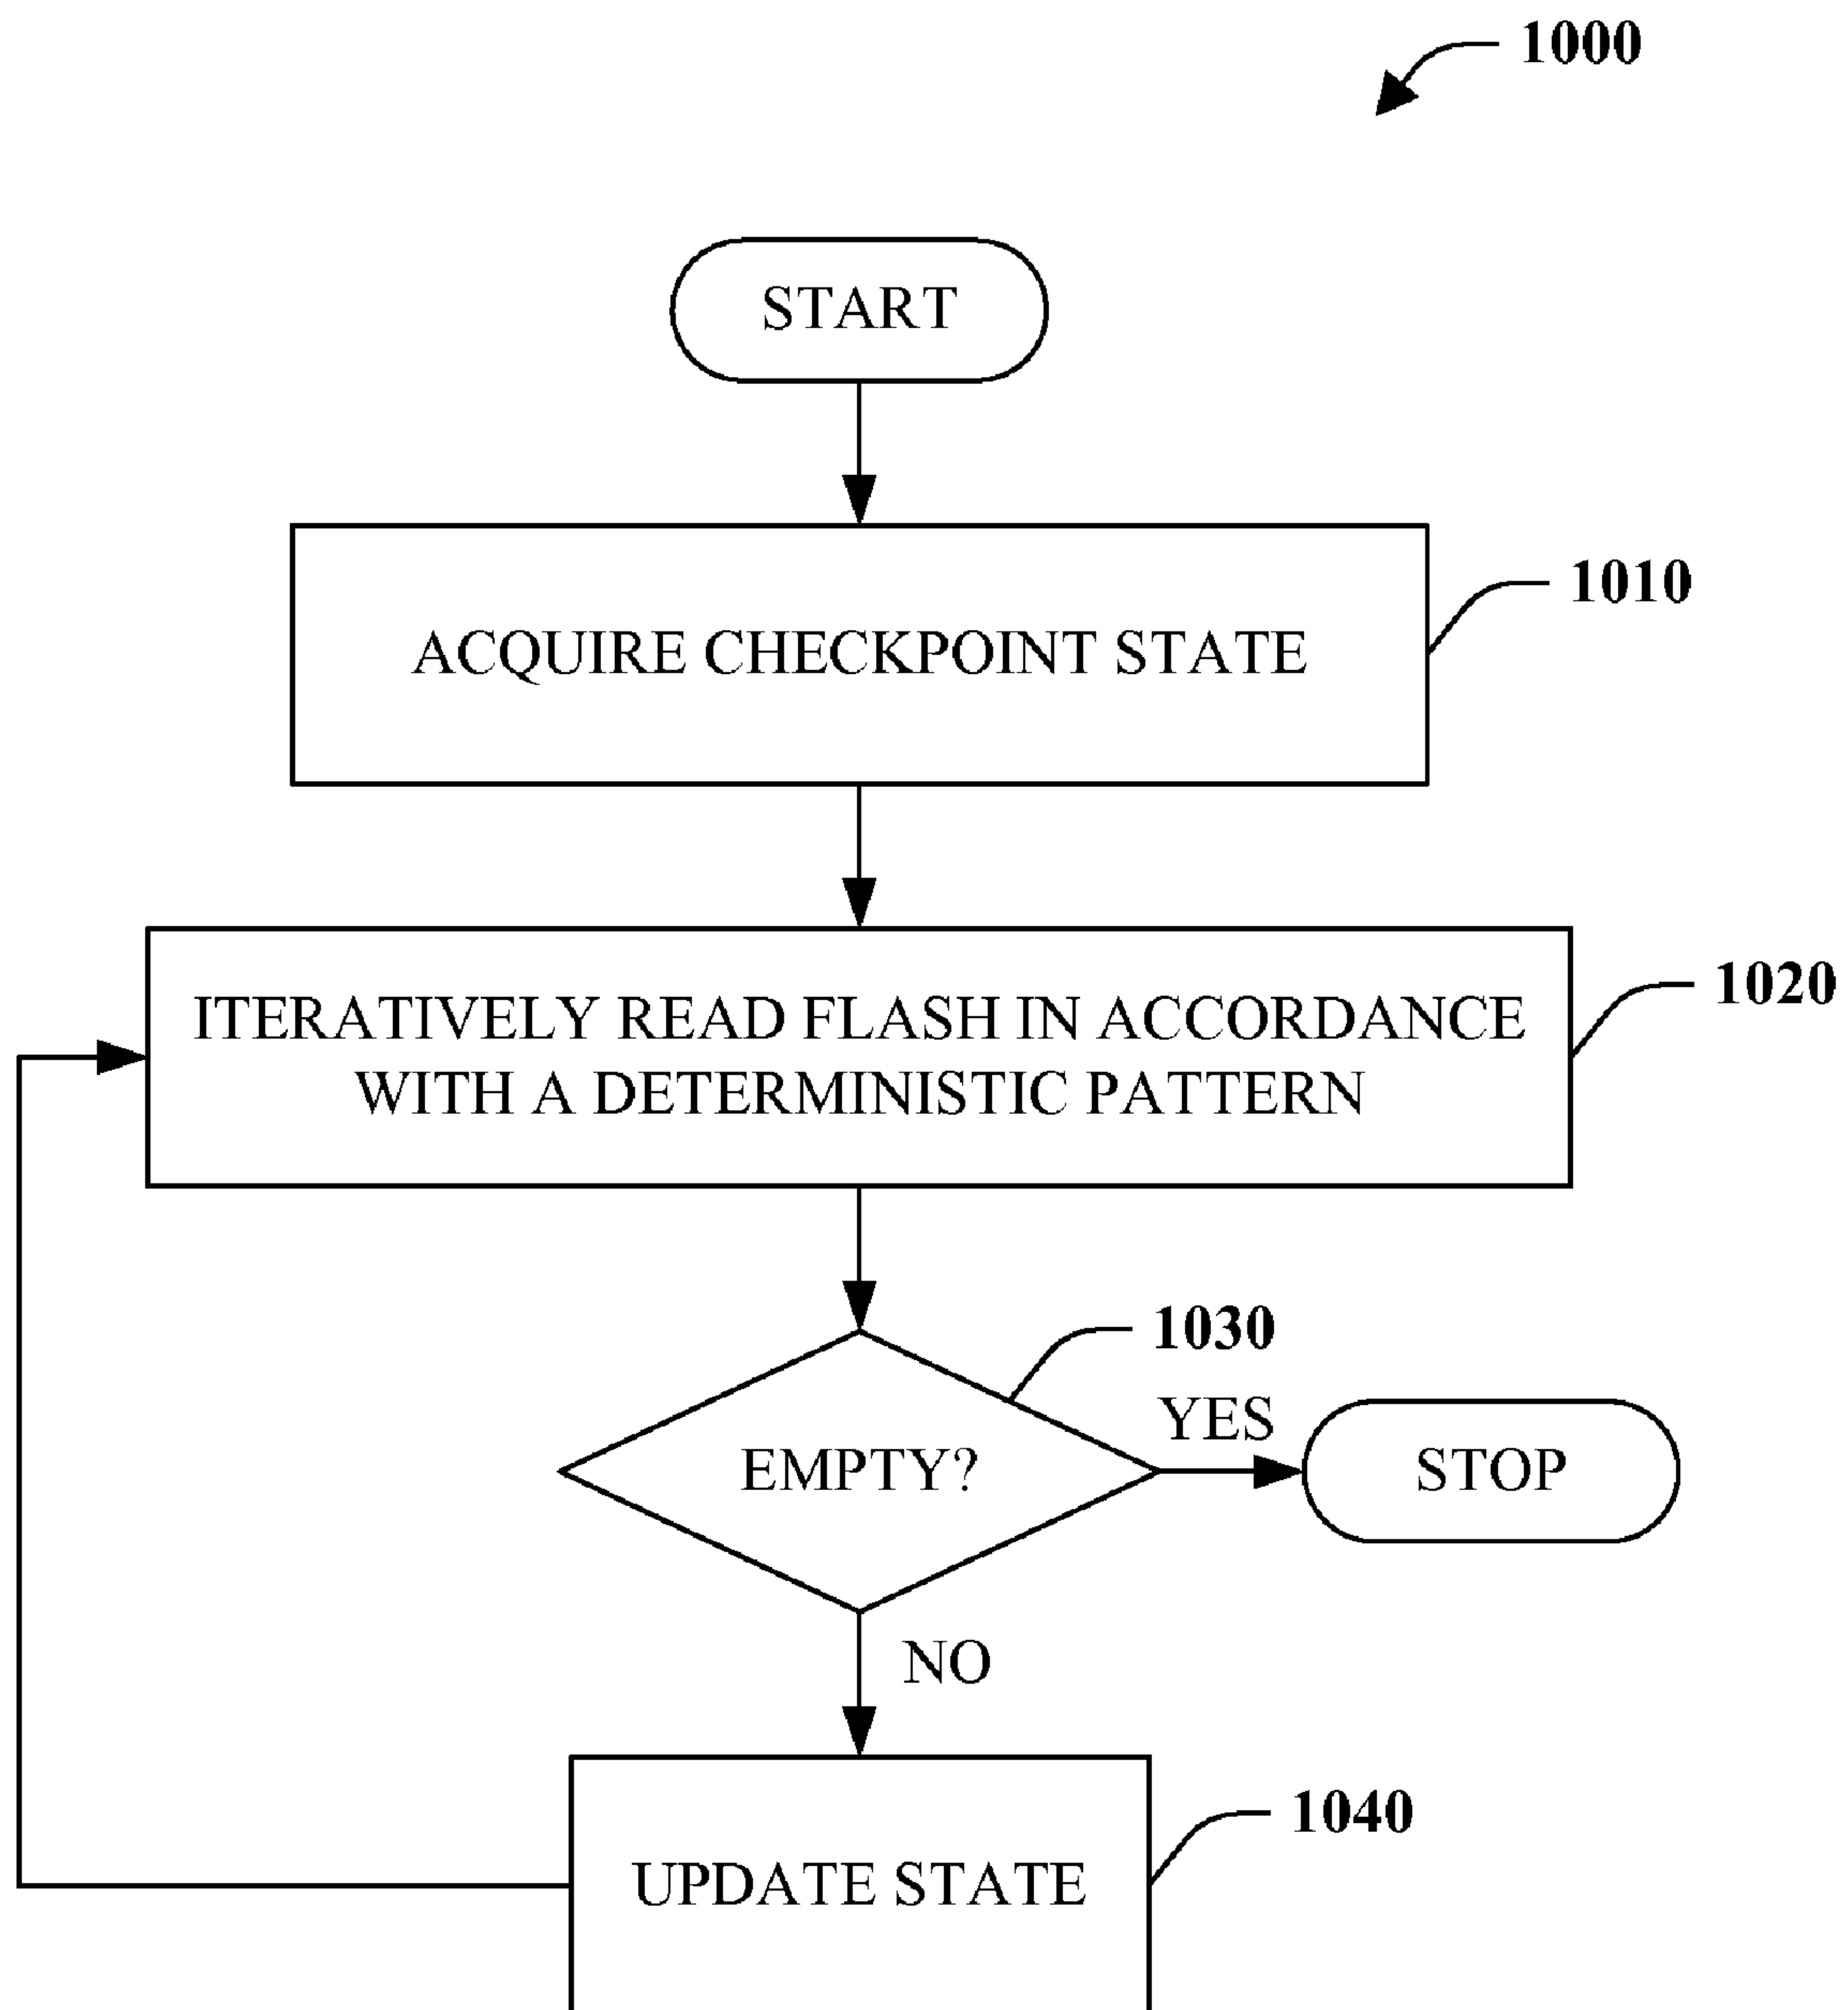 1000
START
ACQUIRE CHECKPOINT STATE
1010
ITERATIVELY READ FLASH IN ACCORDANCE
WITH A DETERMINISTIC PATTERN
1020
1030
EMPTY?
YES
STOP
NO
UPDATE STATE
1040